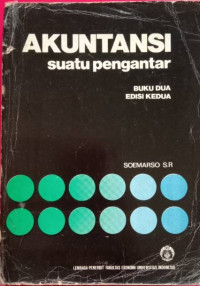 AKUNTANSI
suatu pengantar
BUKU DUA
EDISI KEDUA
SOEMARSO S.R
LEMBAGA PENERBIT FAKULTAS EKONOMI UNIVERSITAS INDONESIA